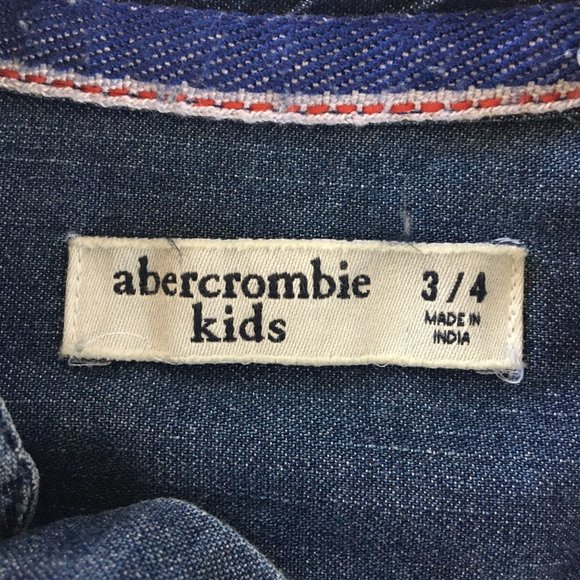 abercrombie
kids
3 / 4
MADE IN
INDIA